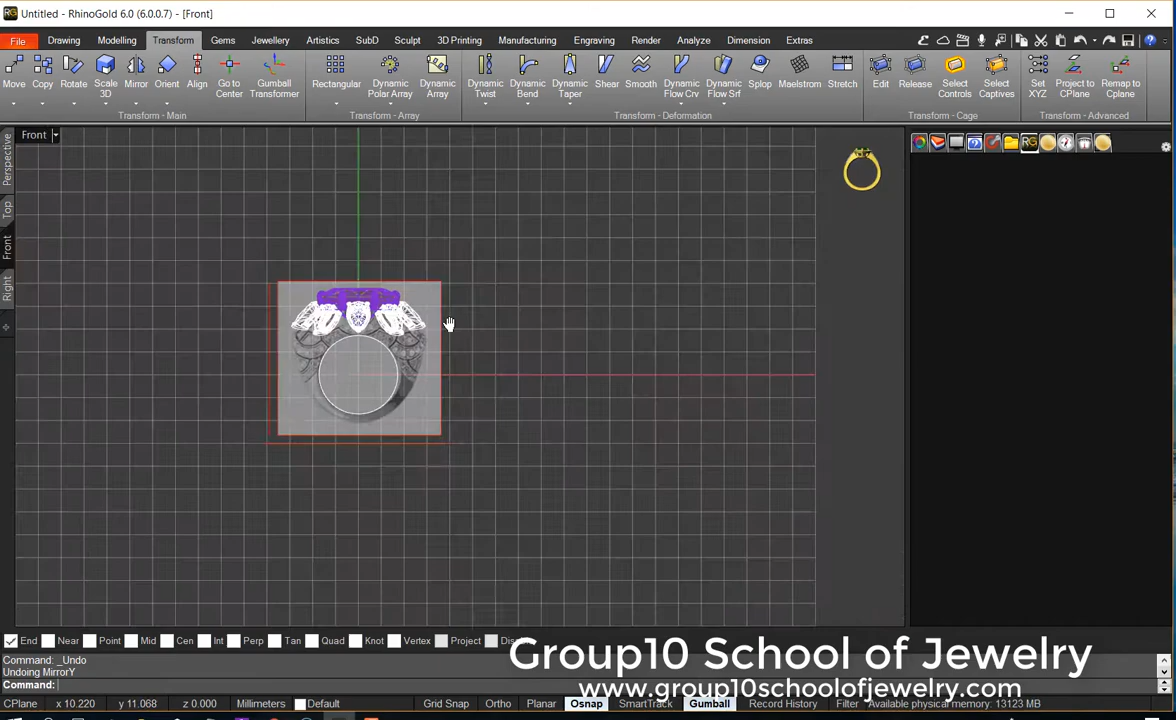 Untitled - RhinoGold 6.0 (6.0.0.7) - [Front]
File Drawing Modelling Transform Gems Jewellery Artistics SubD Sculpt 3D Printing Manufacturing Engraving Render Analyze Dimension Extras
Move Copy Rotate Scale 3D Mirror Orient Align Go to Center Gumball Transformer Rectangular Dynamic Polar Array Dynamic Array Dynamic Twist Dynamic Bend Dynamic Taper Shear Smooth Dynamic Flow Crv Dynamic Flow Srf Splop Maelstrom Stretch Edit Release Select Controls Select Captives Set XYZ Project to CPlane Remap to Cplane
Transform - Main Transform - Array Transform - Deformation Transform - Cage Transform - Advanced
Front
Perspective
Top
Front
Right
End Near Point Mid Cen Int Perp Tan Quad Knot Vertex Project
Group10 School of Jewelry
Command: _Undo
Undoing MirrorY
Command:
www.group10schoolofjewelry.com
CPlane x 10.220 y 11.068 z 0.000 Millimeters Default Grid Snap Ortho Planar Osnap SmartTrack Gumball Record History Filter Available physical memory: 13123 MB